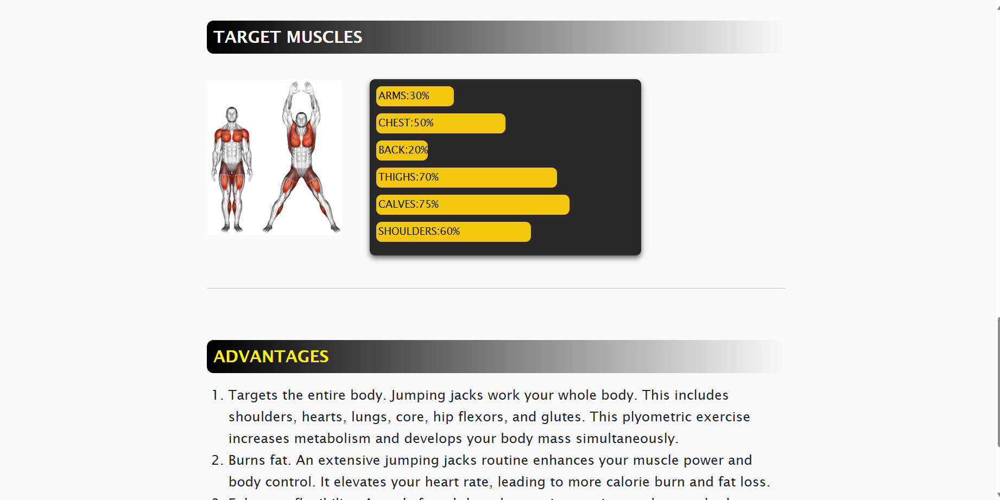 TARGET MUSCLES
ARMS:30%
CHEST:50%
BACK:20%
THIGHS:70%
CALVES:75%
SHOULDERS:60%
ADVANTAGES
1. Targets the entire body. Jumping jacks work your whole body. This includes
shoulders, hearts, lungs, core, hip flexors, and glutes. This plyometric exercise
increases metabolism and develops your body mass simultaneously.
2. Burns fat. An extensive jumping jacks routine enhances your muscle power and
body control. It elevates your heart rate, leading to more calorie burn and fat loss.